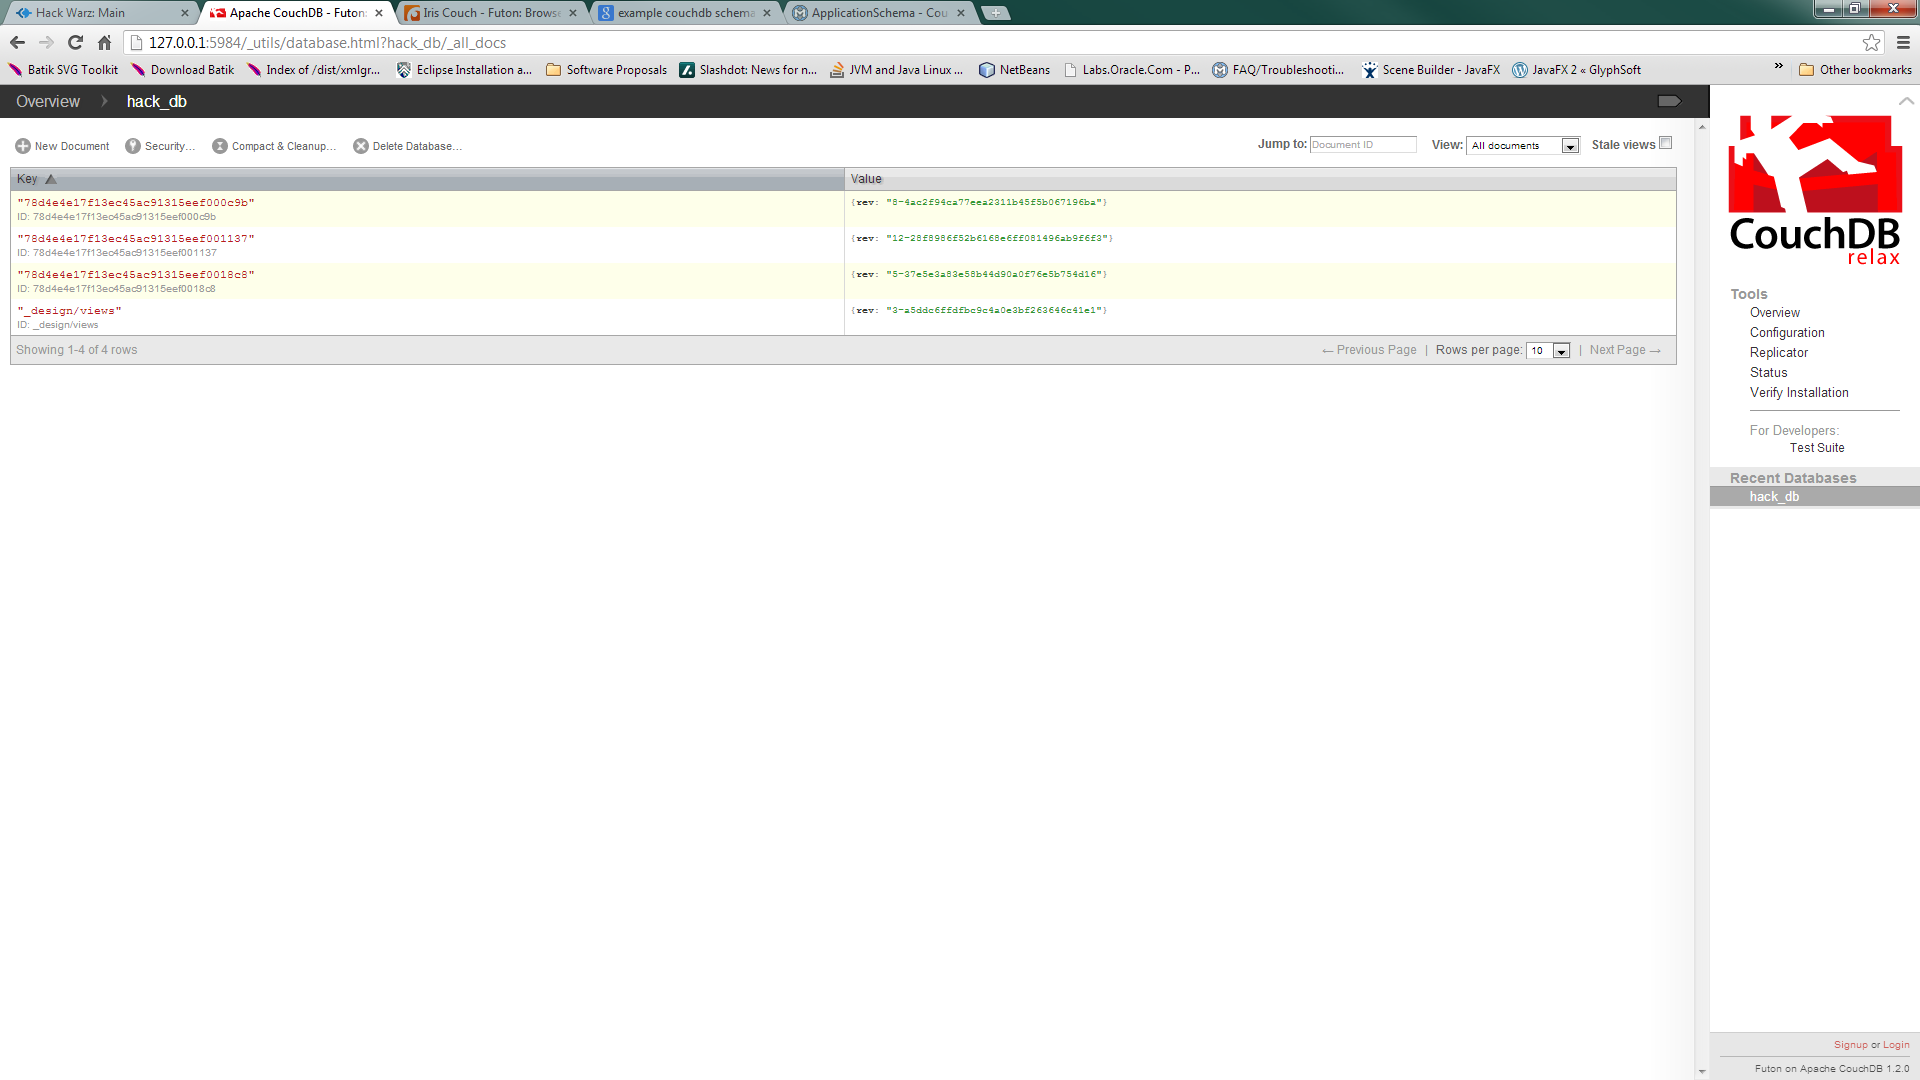 Hack Warz: Main
Apache CouchDB - Futon:
Iris Couch - Futon: Browse
example couchdb schema
ApplicationSchema - Cou
127.0.0.1:5984/_utils/database.html?hack_db/_all_docs
Batik SVG Toolkit
Download Batik
Index of /dist/xmlgr...
Eclipse Installation a...
Software Proposals
Slashdot: News for n...
JVM and Java Linux ...
NetBeans
Labs.Oracle.Com - P...
FAQ/Troubleshooti...
Scene Builder - JavaFX
JavaFX 2 « GlyphSoft
»
Other bookmarks
Overview
hack_db
New Document
Security...
Compact & Cleanup...
Delete Database...
Jump to: Document ID
View: All documents
Stale views
Key
Value
"78d4e4e17f13ec45ac91315eef000c9b"
ID: 78d4e4e17f13ec45ac91315eef000c9b
{rev: "8-4ac2f94ca77eea2311b45f5b067196ba"}
"78d4e4e17f13ec45ac91315eef001137"
ID: 78d4e4e17f13ec45ac91315eef001137
{rev: "12-28f8986f52b6168e6ff081496ab9f6f3"}
"78d4e4e17f13ec45ac91315eef0018c8"
ID: 78d4e4e17f13ec45ac91315eef0018c8
{rev: "5-37e5e3a83e58b44d90a0f76e5b754d16"}
"_design/views"
ID: _design/views
{rev: "3-a5ddc6ffdfbc9c4a0e3bf263646c41e1"}
Showing 1-4 of 4 rows
← Previous Page | Rows per page: 10 | Next Page →
CouchDB
relax
Tools
Overview
Configuration
Replicator
Status
Verify Installation
For Developers:
Test Suite
Recent Databases
hack_db
Signup or Login
Futon on Apache CouchDB 1.2.0